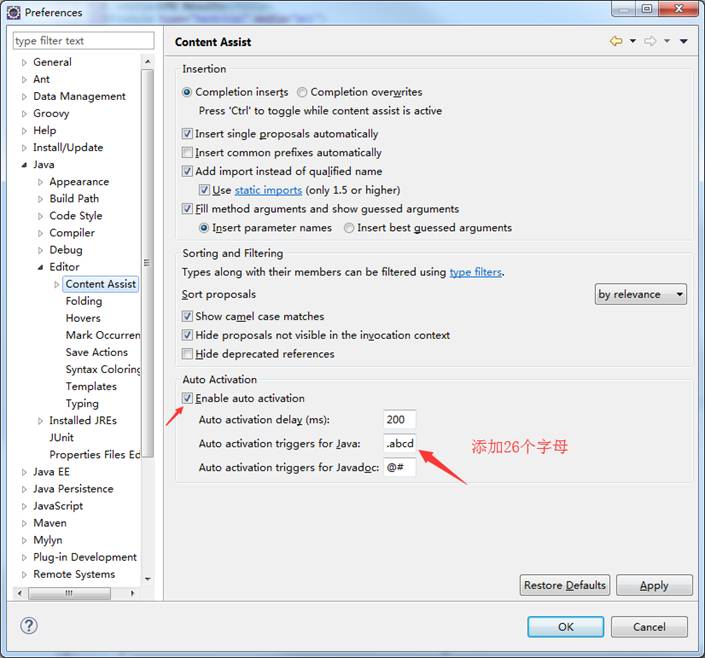 Preferences
type filter text
General
Ant
Data Management
Groovy
Help
Install/Update
Java
Appearance
Build Path
Code Style
Compiler
Debug
Editor
Content Assist
Folding
Hovers
Mark Occurren
Save Actions
Syntax Coloring
Templates
Typing
Installed JREs
JUnit
Properties Files Ed
Java EE
Java Persistence
JavaScript
Maven
Mylyn
Plug-in Development
Remote Systems
Content Assist
Insertion
Completion inserts Completion overwrites
Press 'Ctrl' to toggle while content assist is active
Insert single proposals automatically
Insert common prefixes automatically
Add import instead of qualified name
Use static imports (only 1.5 or higher)
Fill method arguments and show guessed arguments
Insert parameter names Insert best guessed arguments
Sorting and Filtering
Types along with their members can be filtered using type filters.
Sort proposals by relevance
Show camel case matches
Hide proposals not visible in the invocation context
Hide deprecated references
Auto Activation
Enable auto activation
Auto activation delay (ms): 200
Auto activation triggers for Java: .abcd
添加26个字母
Auto activation triggers for Javadoc: @#
Restore Defaults Apply
OK Cancel